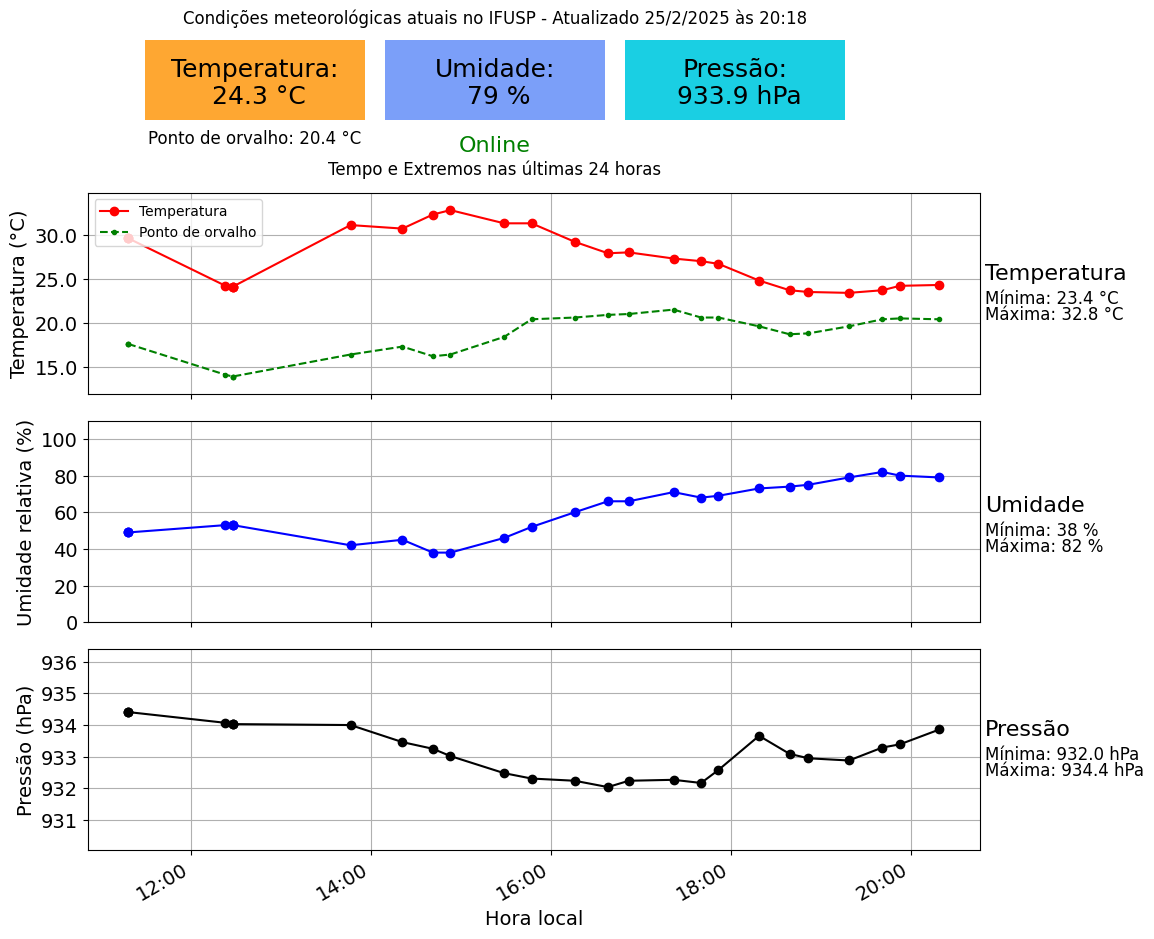 Condições meteorológicas atuais no IFUSP - Atualizado 25/2/2025 às 20:18
Temperatura:
24.3 °C
Umidade:
79 %
Pressão:
933.9 hPa
Ponto de orvalho: 20.4 °C
Online
Tempo e Extremos nas últimas 24 horas
Temperatura (°C)
30.0
25.0
20.0
15.0
Temperatura
Ponto de orvalho
Temperatura
Mínima: 23.4 °C
Máxima: 32.8 °C
Umidade relativa (%)
100
80
60
40
20
0
Umidade
Mínima: 38 %
Máxima: 82 %
Pressão (hPa)
936
935
934
933
932
931
Pressão
Mínima: 932.0 hPa
Máxima: 934.4 hPa
12:00
14:00
16:00
18:00
20:00
Hora local